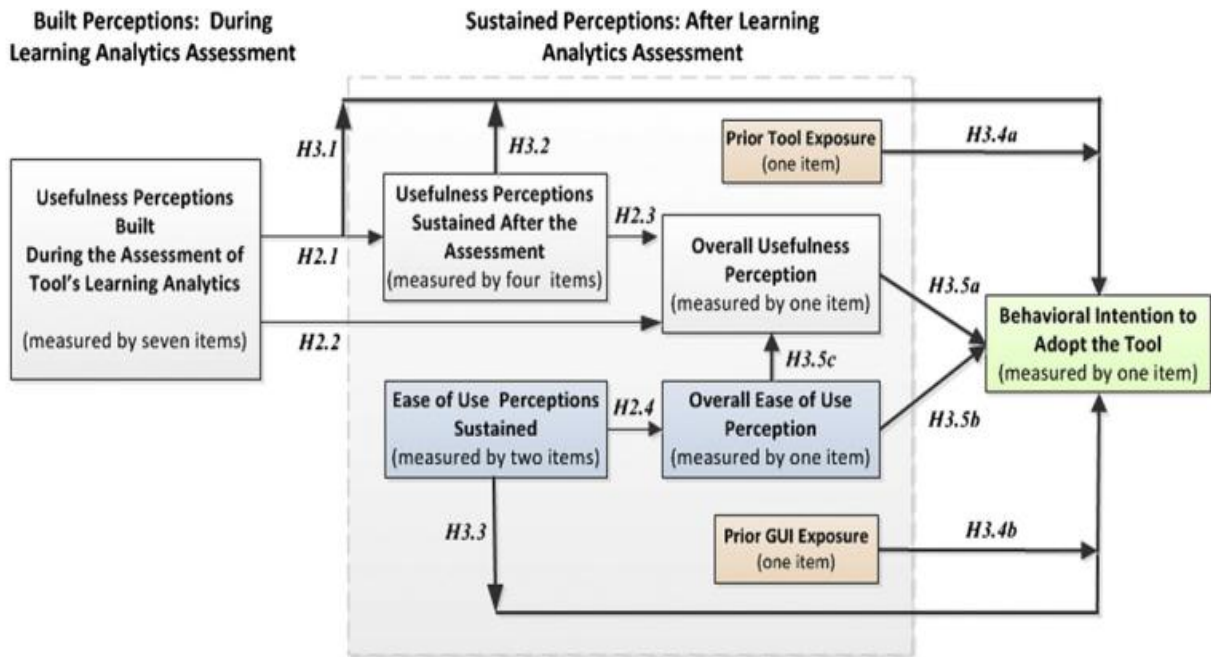 Built Perceptions: During
Learning Analytics Assessment
Sustained Perceptions: After Learning
Analytics Assessment
H3.1
H3.2
Prior Tool Exposure
(one item)
H3.4a
Usefulness Perceptions
Built
During the Assessment of
Tool's Learning Analytics
(measured by seven items)
H2.1
H2.2
Usefulness Perceptions
Sustained After the
Assessment
(measured by four items)
H2.3
Overall Usefulness
Perception
(measured by one item)
H3.5a
H3.5c
Behavioral Intention to
Adopt the Tool
(measured by one item)
Ease of Use Perceptions
Sustained
(measured by two items)
H2.4
Overall Ease of Use
Perception
(measured by one item)
H3.5b
H3.3
Prior GUI Exposure
(one item)
H3.4b